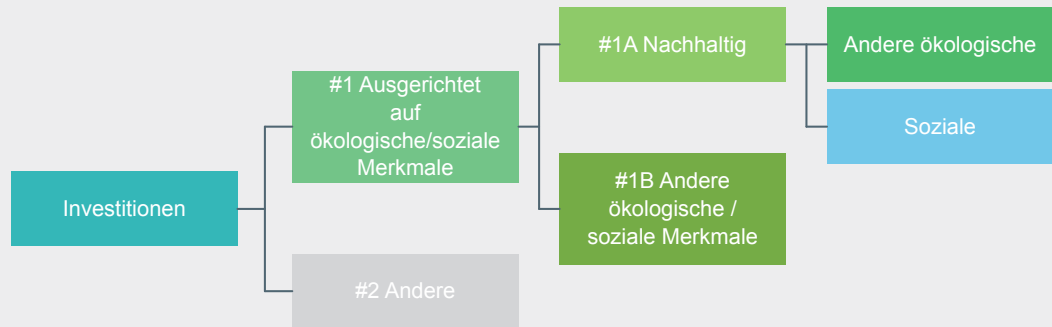 Investitionen
#1 Ausgerichtet
auf
ökologische/soziale
Merkmale
#2 Andere
#1A Nachhaltig
#1B Andere
ökologische /
soziale Merkmale
Andere ökologische
Soziale